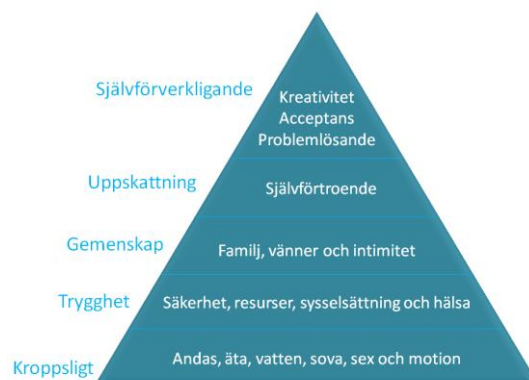 Självförverkligande
Kreativitet
Acceptans
Problemlösande
Uppskattning
Självförtroende
Gemenskap
Familj, vänner och intimitet
Trygghet
Säkerhet, resurser, sysselsättning och hälsa
Kroppsligt
Andas, äta, vatten, sova, sex och motion